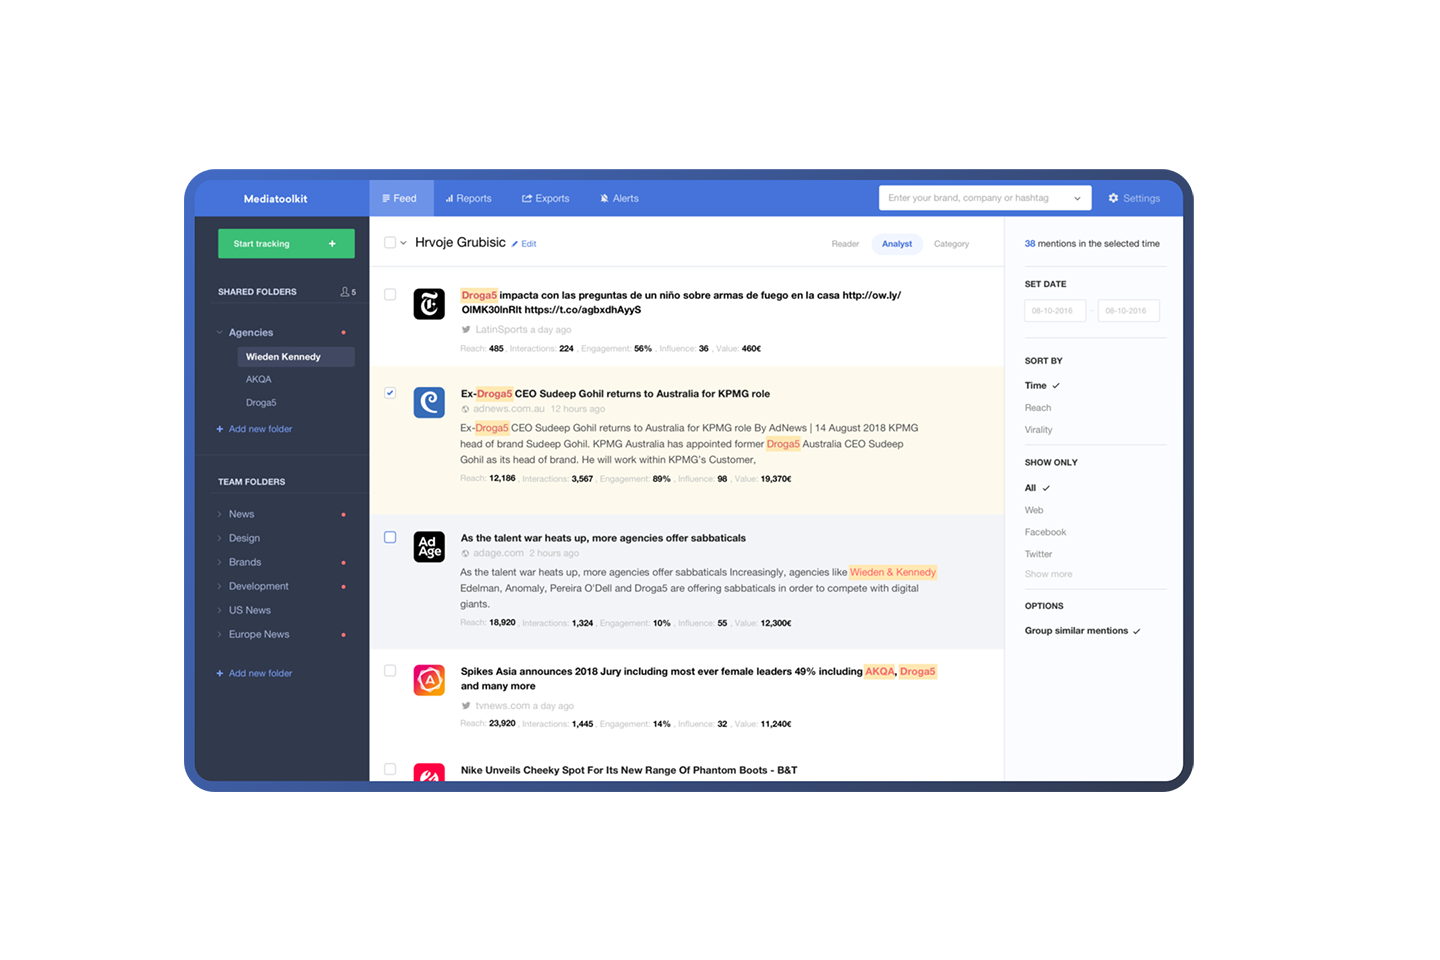 Mediatoolkit
Feed
Reports
Exports
Alerts
Enter your brand, company or hashtag
Settings
Start tracking +
SHARED FOLDERS 5
Agencies
Wieden Kennedy
AKQA
Droga5
+ Add new folder
TEAM FOLDERS
News
Design
Brands
Development
US News
Europe News
+ Add new folder
Hrvoje Grubisic Edit
Reader Analyst Category
Droga5 impacta con las preguntas de un niño sobre armas de fuego en la casa http://ow.ly/
OIMK30lnRlt https://t.co/agbxdhAyyS
LatinSports a day ago
Reach: 485 , Interactions: 224 , Engagement: 56% , Influence: 36 , Value: 460€
Ex-Droga5 CEO Sudeep Gohil returns to Australia for KPMG role
adnews.com.au 12 hours ago
Ex-Droga5 CEO Sudeep Gohil returns to Australia for KPMG role By AdNews | 14 August 2018 KPMG
head of brand Sudeep Gohil. KPMG Australia has appointed former Droga5 Australia CEO Sudeep
Gohil as its head of brand. He will work within KPMG's Customer,
Reach: 12,186 , Interactions: 3,567 , Engagement: 89% , Influence: 98 , Value: 19,370€
Ad
Age
As the talent war heats up, more agencies offer sabbaticals
adage.com 2 hours ago
As the talent war heats up, more agencies offer sabbaticals Increasingly, agencies like Wieden & Kennedy
Edelman, Anomaly, Pereira O'Dell and Droga5 are offering sabbaticals in order to compete with digital
giants.
Reach: 18,920 , Interactions: 1,324 , Engagement: 10% , Influence: 55 , Value: 12,300€
Spikes Asia announces 2018 Jury including most ever female leaders 49% including AKQA, Droga5
and many more
tvnews.com a day ago
Reach: 23,920 , Interactions: 1,445 , Engagement: 14% , Influence: 32 , Value: 11,240€
Nike Unveils Cheeky Spot For Its New Range Of Phantom Boots - B&T
38 mentions in the selected time
SET DATE
08-10-2016 - 08-10-2016
SORT BY
Time
Reach
Virality
SHOW ONLY
All
Web
Facebook
Twitter
Show more
OPTIONS
Group similar mentions